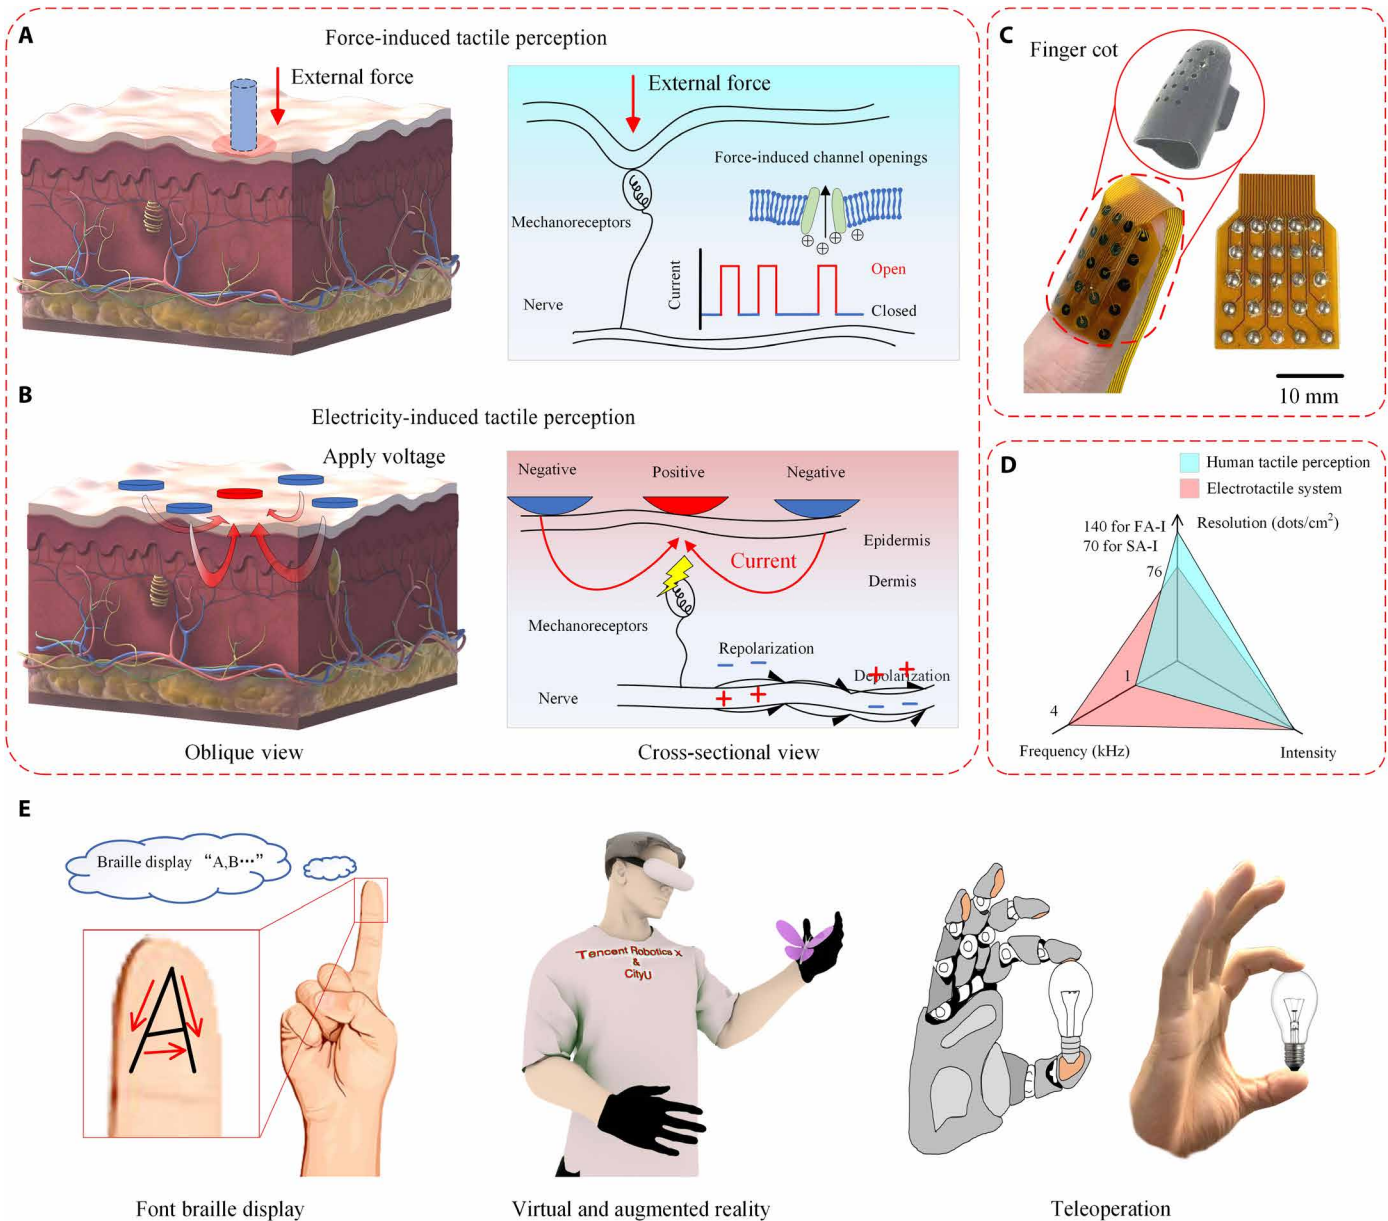 A
Force-induced tactile perception
External force
External force
Force-induced channel openings
Mechanoreceptors
Nerve
Current
Open
Closed
B
Electricity-induced tactile perception
Apply voltage
Negative
Positive
Negative
Current
Epidermis
Dermis
Mechanoreceptors
Repolarization
Depolarization
Nerve
Oblique view
Cross-sectional view
C
Finger cot
10 mm
D
Human tactile perception
Electrotactile system
140 for FA-I
70 for SA-I
Resolution (dots/cm²)
76
1
4
Frequency (kHz)
Intensity
E
Braille display “A,B···”
A
Tencent Robotics X
&
CityU
Font braille display
Virtual and augmented reality
Teleoperation